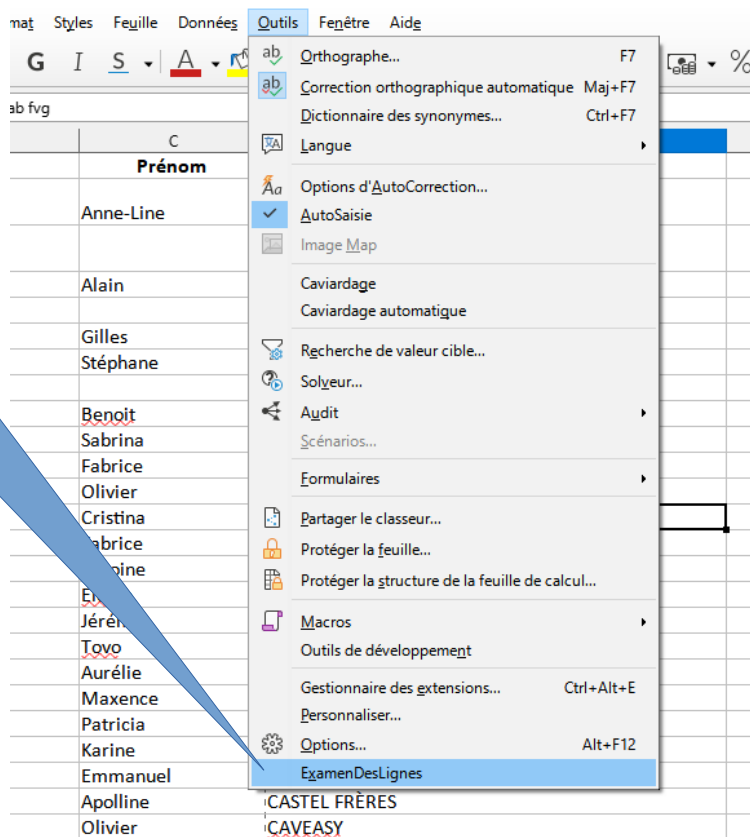 Styles Feuille Données Outils Fenêtre Aide
G I S A %
ab fvg
C
Prénom
Anne-Line
Alain
Gilles
Stéphane
Benoit
Sabrina
Fabrice
Olivier
Cristina
Jérén
Tovo
Aurélie
Maxence
Patricia
Karine
Emmanuel
Apolline CASTEL FRÈRES
Olivier CAVEASY
Orthographe... F7
Correction orthographique automatique Maj+F7
Dictionnaire des synonymes... Ctrl+F7
Langue
Options d'AutoCorrection...
AutoSaisie
Image Map
Caviardage
Caviardage automatique
Recherche de valeur cible...
Solveur...
Audit
Scénarios...
Formulaires
Partager le classeur...
Protéger la feuille...
Protéger la structure de la feuille de calcul...
Macros
Outils de développement
Gestionnaire des extensions... Ctrl+Alt+E
Personnaliser...
Options... Alt+F12
ExamenDesLignes